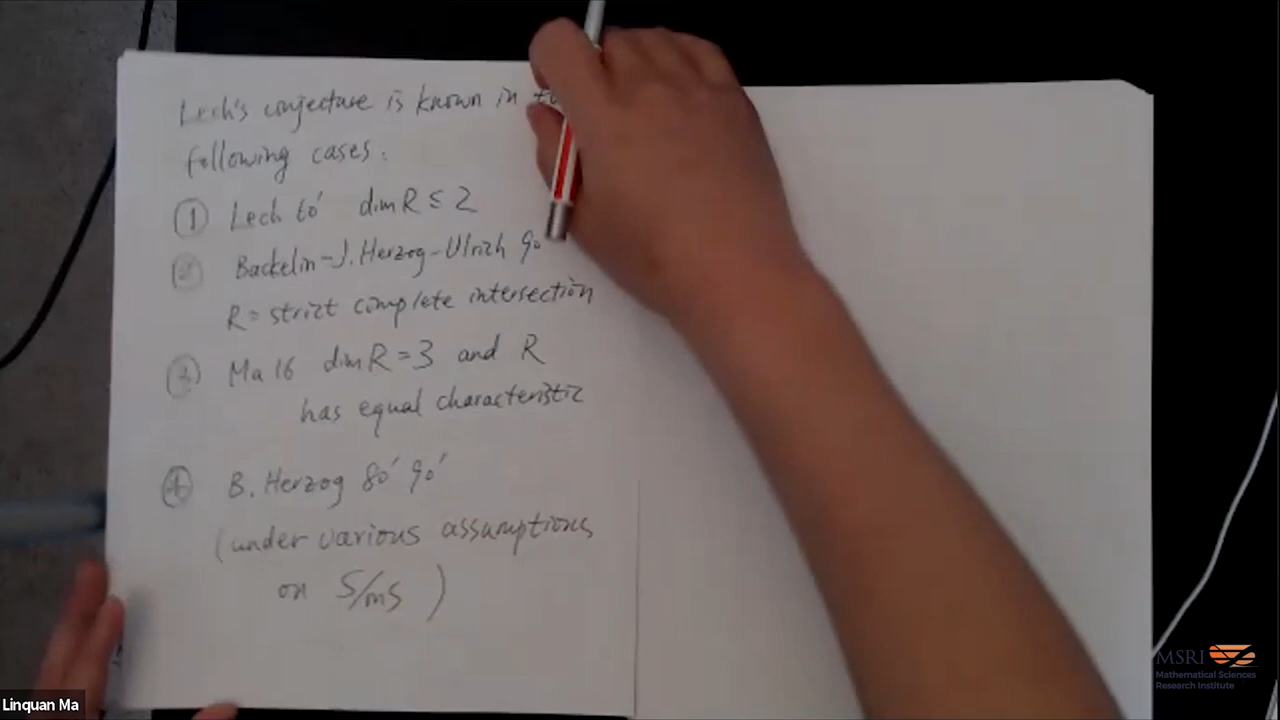 Lech's conjecture is known in
following cases.
① Lech 60' dim R ≤ 2
② Backelin-J.Herzog-Ulrich 90
R = strict complete intersection
③ Ma 16 dim R = 3 and R
has equal characteristic
④ B. Herzog 80' 90'
(under various assumptions
on S/mS )
MSRI
Mathematical Sciences
Research Institute
Linquan Ma